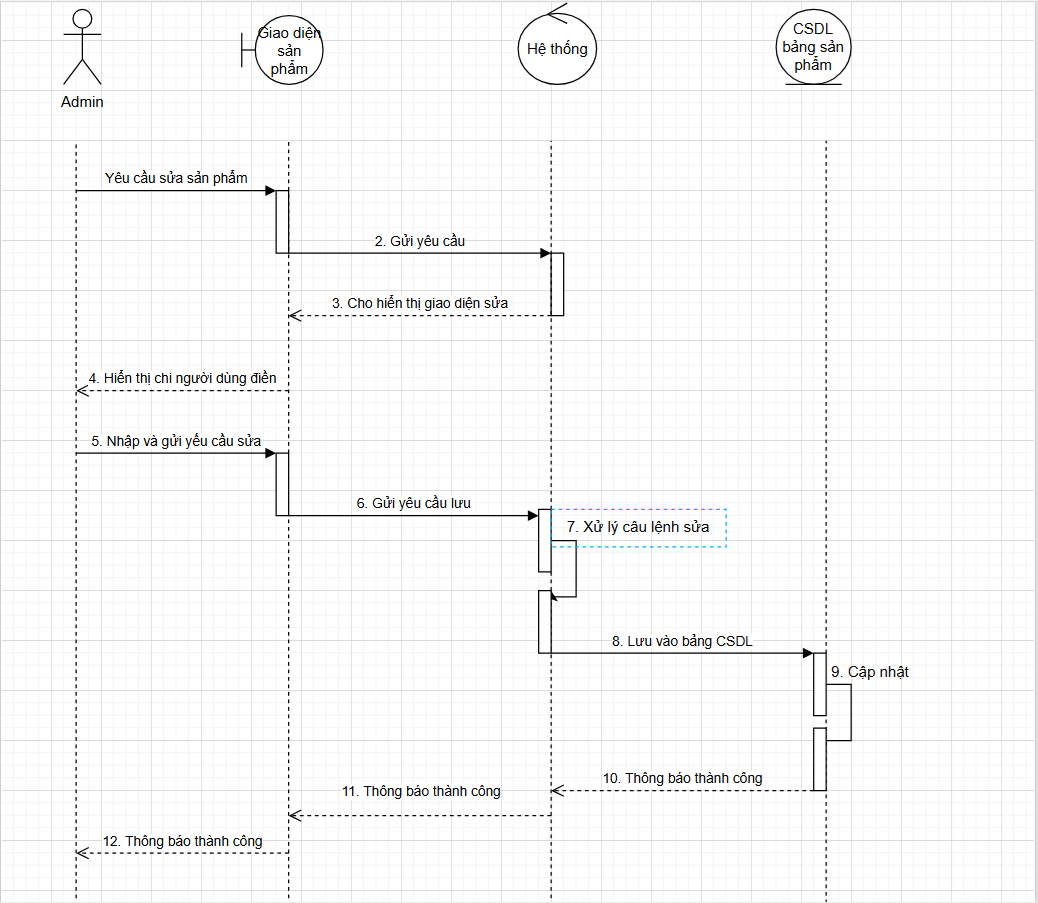 Giao diện
sản
phẩm
Hệ thống
CSDL
bảng sản
phẩm
Admin
Yêu cầu sửa sản phẩm
2. Gửi yêu cầu
3. Cho hiển thị giao diện sửa
4. Hiển thị chi người dùng điền
5. Nhập và gửi yếu cầu sửa
6. Gửi yêu cầu lưu
7. Xử lý câu lệnh sửa
8. Lưu vào bảng CSDL
9. Cập nhật
10. Thông báo thành công
11. Thông báo thành công
12. Thông báo thành công